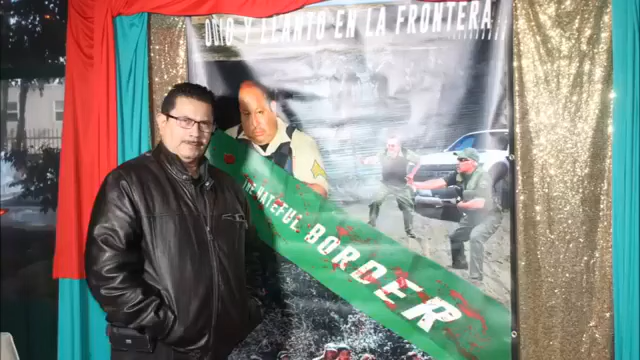 ODIO Y LLANTO EN LA FRONTERA
THE HATEFUL BORDER